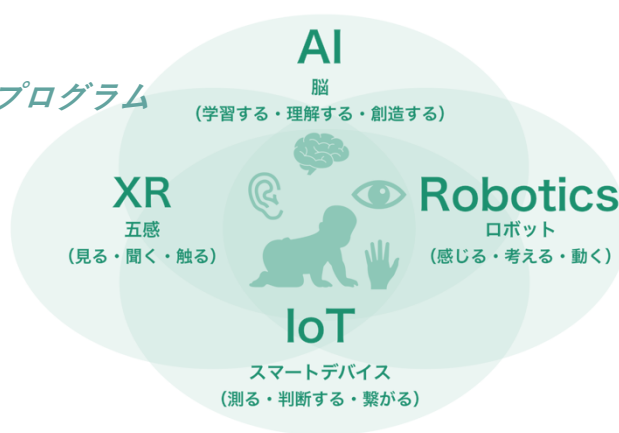 AI
脳
(学習する・理解する・創造する)
プログラム
XR
五感
(見る・聞く・触る)
Robotics
ロボット
(感じる・考える・動く)
IoT
スマートデバイス
(測る・判断する・繋がる)